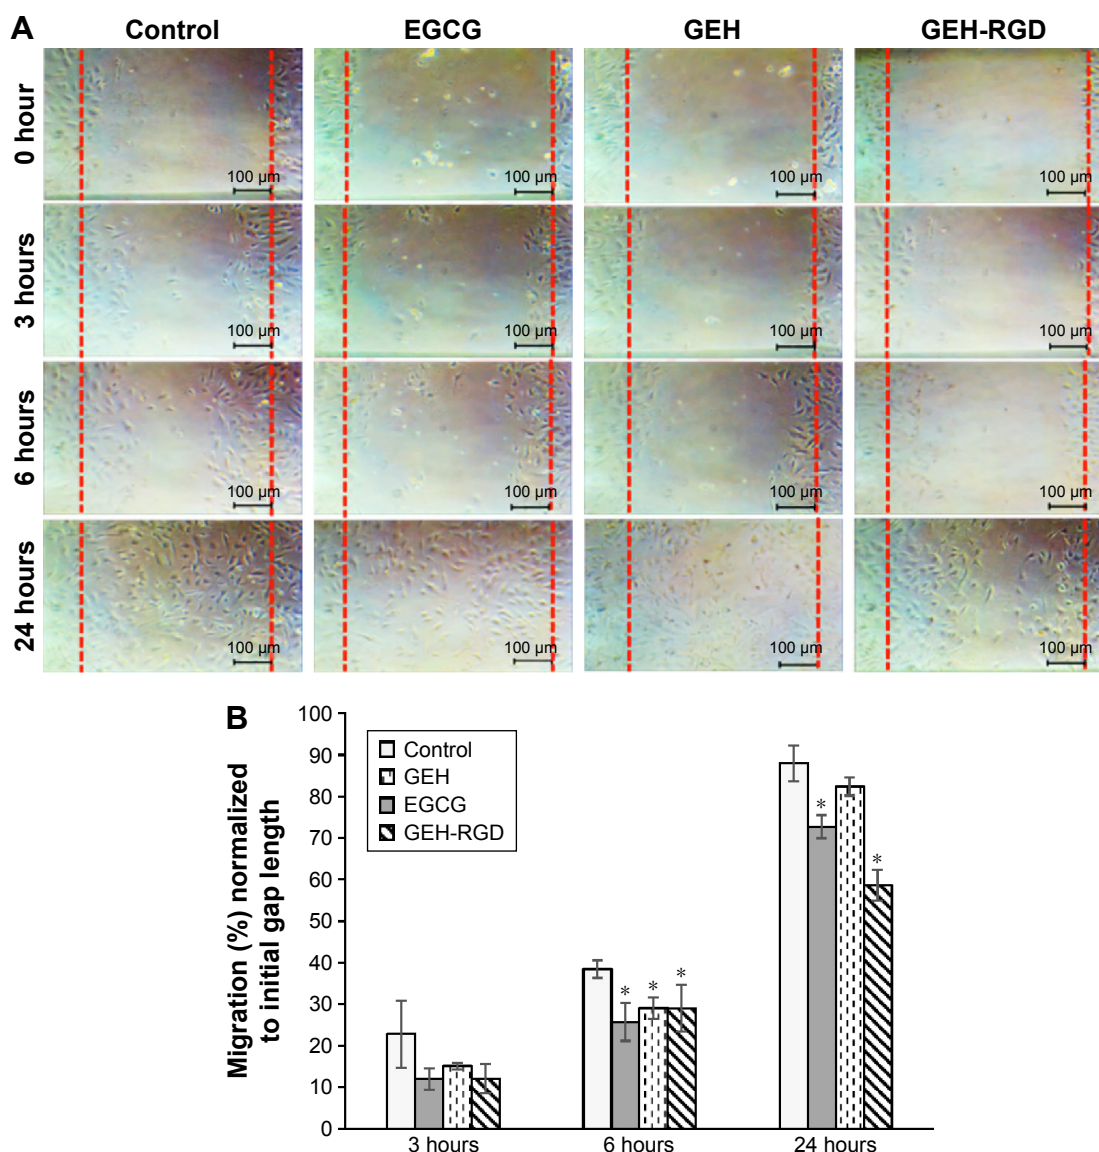 A
Control EGCG GEH GEH-RGD
0 hour
100 µm 100 µm 100 µm 100 µm
3 hours
100 µm 100 µm 100 µm 100 µm
6 hours
100 µm 100 µm 100 µm 100 µm
24 hours
100 µm 100 µm 100 µm 100 µm
B
Migration (%) normalized
to initial gap length
100
90
80
70
60
50
40
30
20
10
0
Control
GEH
EGCG
GEH-RGD
* * *
* *
3 hours 6 hours 24 hours